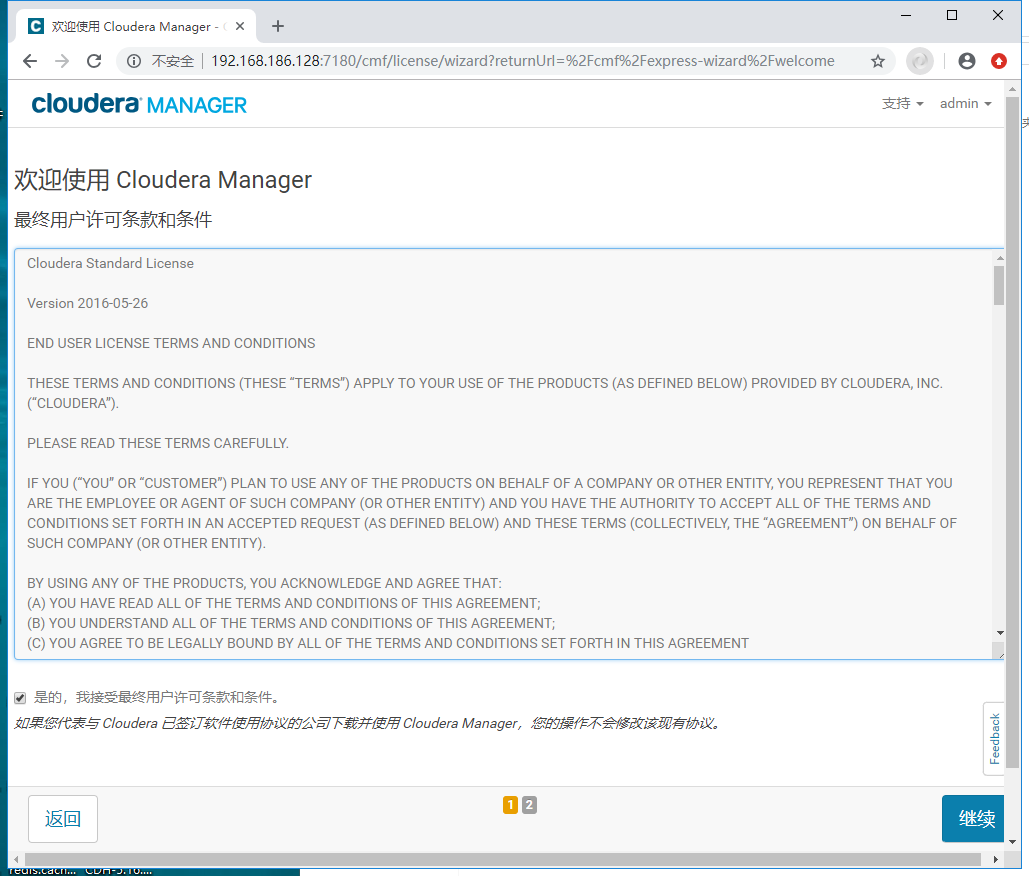 欢迎使用 Cloudera Manager -
不安全
192.168.186.128:7180/cmf/license/wizard?returnUrl=%2Fcmf%2Fexpress-wizard%2Fwelcome
cloudera MANAGER
支持
admin
欢迎使用 Cloudera Manager
最终用户许可条款和条件
Cloudera Standard License
Version 2016-05-26
END USER LICENSE TERMS AND CONDITIONS
THESE TERMS AND CONDITIONS (THESE “TERMS”) APPLY TO YOUR USE OF THE PRODUCTS (AS DEFINED BELOW) PROVIDED BY CLOUDERA, INC.
(“CLOUDERA”).
PLEASE READ THESE TERMS CAREFULLY.
IF YOU (“YOU” OR “CUSTOMER”) PLAN TO USE ANY OF THE PRODUCTS ON BEHALF OF A COMPANY OR OTHER ENTITY, YOU REPRESENT THAT YOU
ARE THE EMPLOYEE OR AGENT OF SUCH COMPANY (OR OTHER ENTITY) AND YOU HAVE THE AUTHORITY TO ACCEPT ALL OF THE TERMS AND
CONDITIONS SET FORTH IN AN ACCEPTED REQUEST (AS DEFINED BELOW) AND THESE TERMS (COLLECTIVELY, THE “AGREEMENT”) ON BEHALF OF
SUCH COMPANY (OR OTHER ENTITY).
BY USING ANY OF THE PRODUCTS, YOU ACKNOWLEDGE AND AGREE THAT:
(A) YOU HAVE READ ALL OF THE TERMS AND CONDITIONS OF THIS AGREEMENT;
(B) YOU UNDERSTAND ALL OF THE TERMS AND CONDITIONS OF THIS AGREEMENT;
(C) YOU AGREE TO BE LEGALLY BOUND BY ALL OF THE TERMS AND CONDITIONS SET FORTH IN THIS AGREEMENT
是的，我接受最终用户许可条款和条件。
如果您代表与 Cloudera 已签订软件使用协议的公司下载并使用 Cloudera Manager，您的操作不会修改该现有协议。
Feedback
返回
1 2
继续
redis.cach... CDH-5.16....